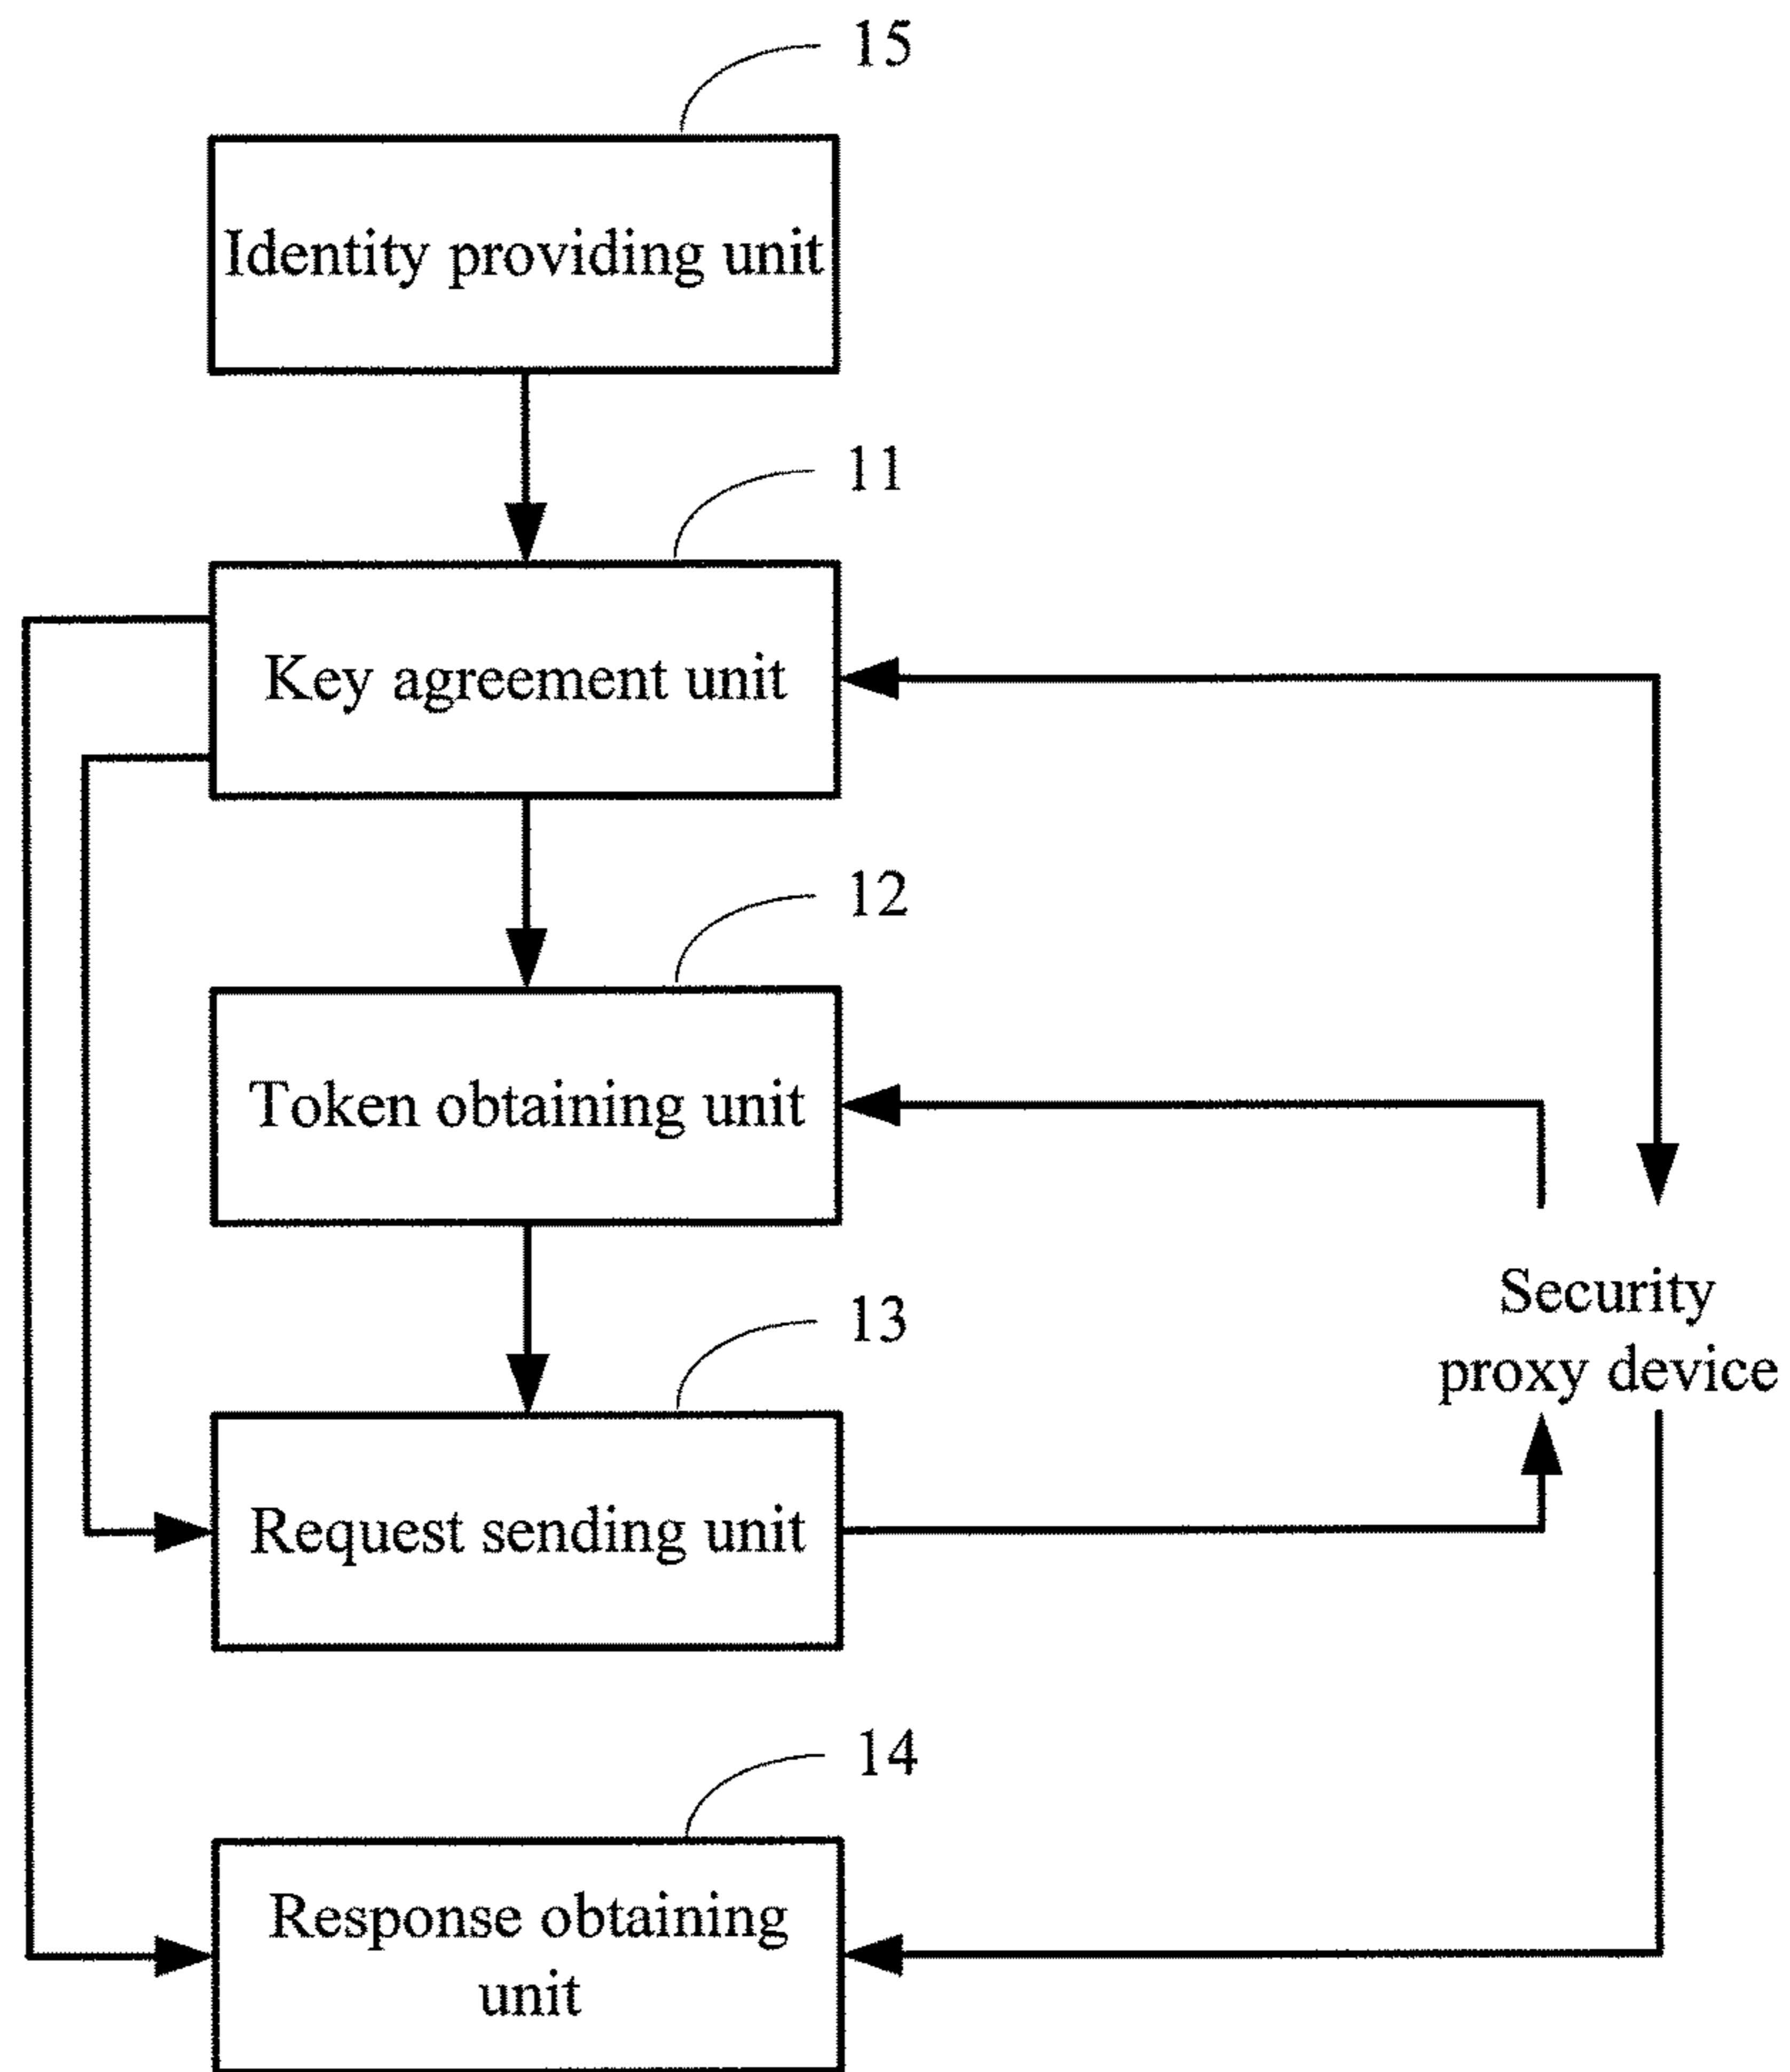 15
Identity providing unit
11
Key agreement unit
12
Token obtaining unit
Security
proxy device
13
Request sending unit
14
Response obtaining
unit